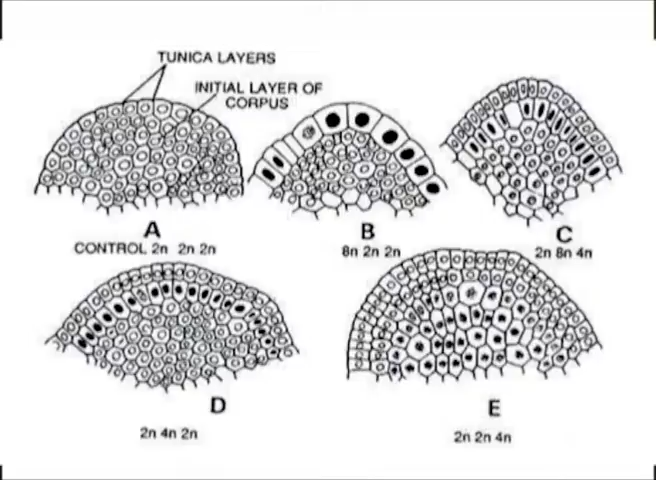 TUNICA LAYERS
INITIAL LAYER OF
CORPUS
A
CONTROL 2n 2n 2n
B
8n 2n 2n
C
2n 8n 4n
D
2n 4n 2n
E
2n 2n 4n